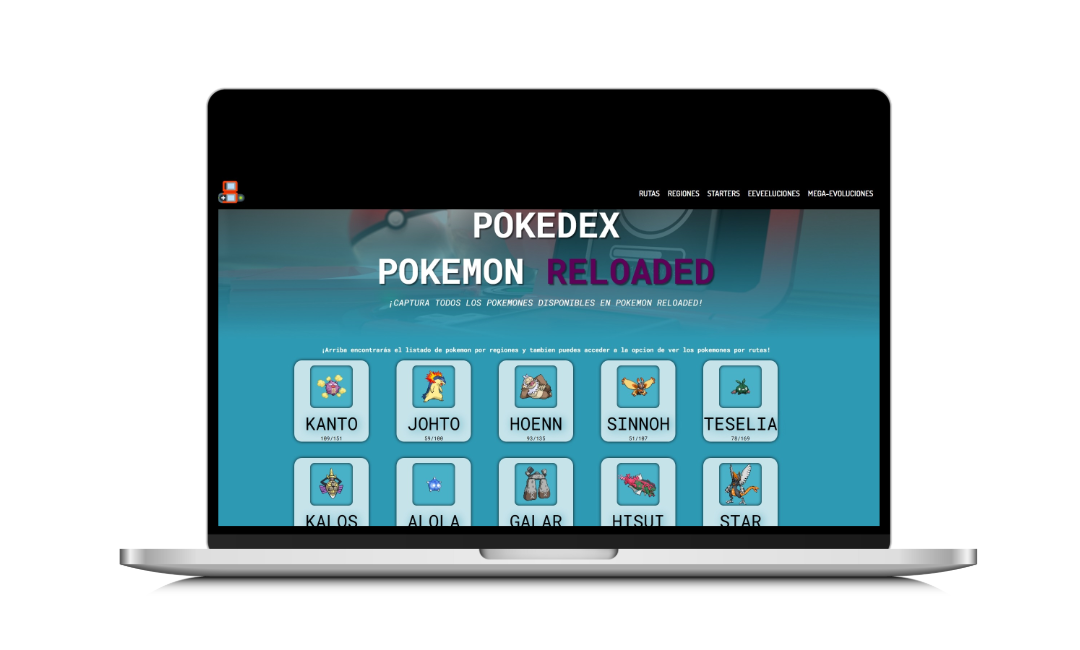 RUTAS REGIONES STARTERS EEVEELUCIONES MEGA-EVOLUCIONES
POKEDEX
POKEMON RELOADED
¡CAPTURA TODOS LOS POKEMONES DISPONIBLES EN POKEMON RELOADED!
¡Arriba encontrarás el listado de pokemon por regiones y tambien puedes acceder a la opcion de ver los pokemones por rutas!
KANTO JOHTO HOENN SINNOH TESELIA
109/151 59/100 93/135 51/107
KALOS ALOLA GALAR HISUI STAR